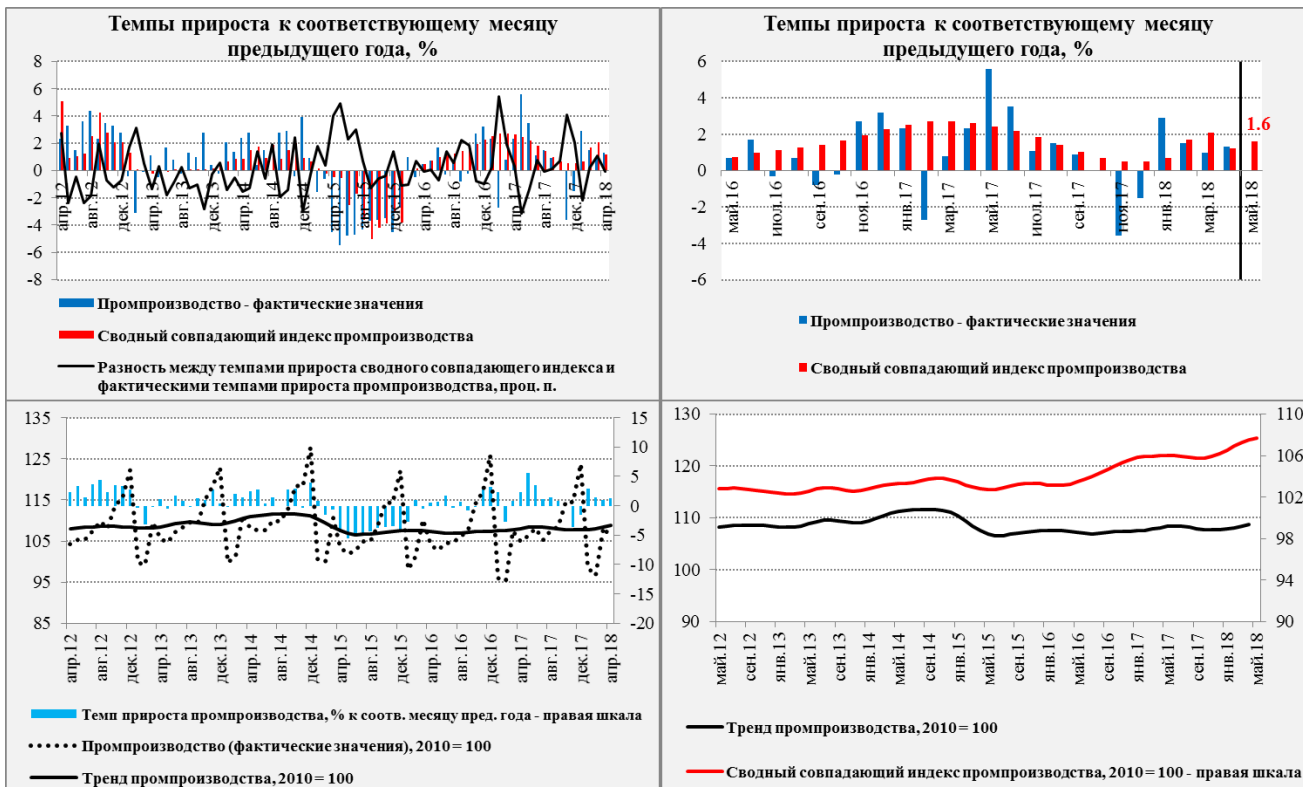 Темпы прироста к соответствующему месяцу
предыдущего года, %
8
6
4
2
0
-2
-4
-6
-8
апр.12
авг.12
дек.12
апр.13
авг.13
дек.13
апр.14
авг.14
дек.14
апр.15
авг.15
дек.15
апр.16
авг.16
дек.16
апр.17
авг.17
дек.17
апр.18
Промпроизводство - фактические значения
Сводный совпадающий индекс промпроизводства
Разность между темпами прироста сводного совпадающего индекса и
фактическими темпами прироста промпроизводства, проц. п.
Темпы прироста к соответствующему месяцу
предыдущего года, %
6
4
2
0
-2
-4
-6
1.6
май.16
июл.16
сен.16
ноя.16
янв.17
мар.17
май.17
июл.17
сен.17
ноя.17
янв.18
мар.18
май.18
Промпроизводство - фактические значения
Сводный совпадающий индекс промпроизводства
135
125
115
105
95
85
15
10
5
0
-5
-10
-15
-20
апр.12
авг.12
дек.12
апр.13
авг.13
дек.13
апр.14
авг.14
дек.14
апр.15
авг.15
дек.15
апр.16
авг.16
дек.16
апр.17
авг.17
дек.17
апр.18
Темп прироста промпроизводства, % к соотв. месяцу пред. года - правая шкала
Промпроизводство (фактические значения), 2010 = 100
Тренд промпроизводства, 2010 = 100
130
120
110
100
90
110
106
102
98
94
90
май.12
сен.12
янв.13
май.13
сен.13
янв.14
май.14
сен.14
янв.15
май.15
сен.15
янв.16
май.16
сен.16
янв.17
май.17
сен.17
янв.18
май.18
Тренд промпроизводства, 2010 = 100
Сводный совпадающий индекс промпроизводства, 2010 = 100 - правая шкала